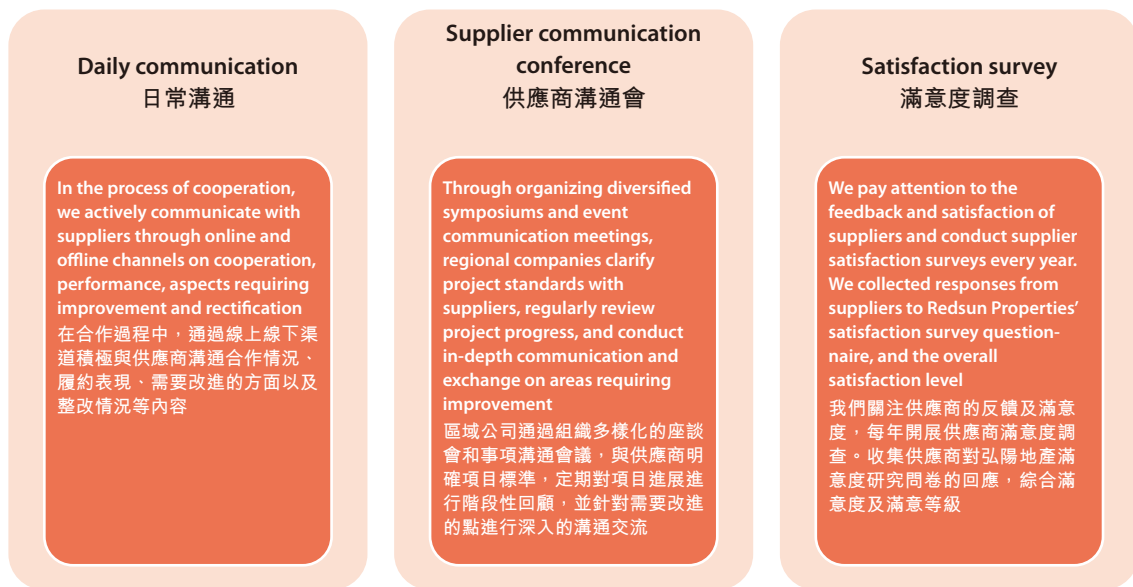 Daily communication
日常溝通
In the process of cooperation,
we actively communicate with
suppliers through online and
offline channels on cooperation,
performance, aspects requiring
improvement and rectification
在合作過程中，通過線上線下渠
道積極與供應商溝通合作情況、
履約表現、需要改進的方面以及
整改情況等內容
Supplier communication
conference
供應商溝通會
Through organizing diversified
symposiums and event
communication meetings,
regional companies clarify
project standards with
suppliers, regularly review
project progress, and conduct
in-depth communication and
exchange on areas requiring
improvement
區域公司通過組織多樣化的座談
會和事項溝通會議，與供應商明
確項目標準，定期對項目進展進
行階段性回顧，並針對需要改進
的點進行深入的溝通交流
Satisfaction survey
滿意度調查
We pay attention to the
feedback and satisfaction of
suppliers and conduct supplier
satisfaction surveys every year.
We collected responses from
suppliers to Redsun Properties’
satisfaction survey question-
naire, and the overall
satisfaction level
我們關注供應商的反饋及滿意
度，每年開展供應商滿意度調
查。收集供應商對弘陽地產滿
意度研究問卷的回應，綜合滿
意度及滿意等級